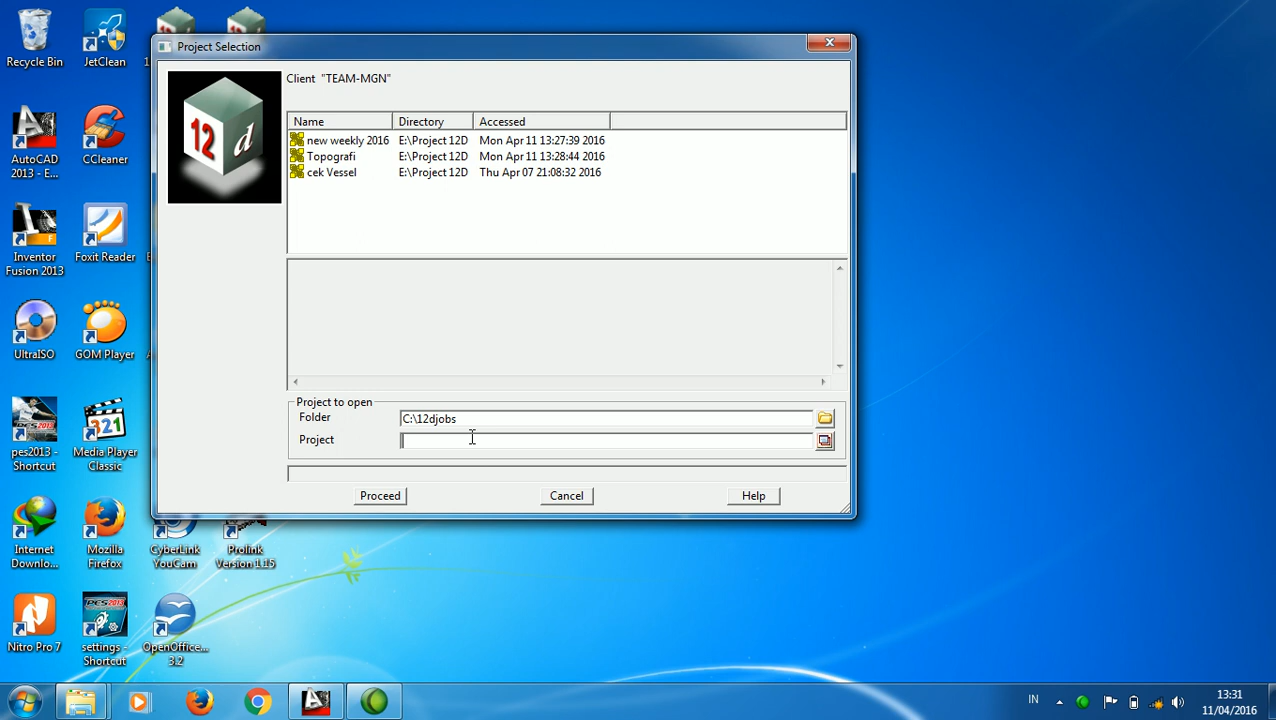 Recycle Bin
JetClean
Project Selection
Client "TEAM-MGN"
12 d
Name Directory Accessed
new weekly 2016 E:\Project 12D Mon Apr 11 13:27:39 2016
Topografi E:\Project 12D Mon Apr 11 13:28:44 2016
cek Vessel E:\Project 12D Thu Apr 07 21:08:32 2016
Project to open
Folder C:\12djobs
Project
Proceed Cancel Help
AutoCAD
2013 - E...
CCleaner
Inventor
Fusion 2013
Foxit Reader
UltraISO
GOM Player
pes2013 -
Shortcut
321
Media Player
Classic
Internet
Downlo...
Mozilla
Firefox
CyberLink
YouCam
Prolink
Version 1.15
Nitro Pro 7
PES2013
settings -
Shortcut
OpenOffice...
3.2
IN
13:31
11/04/2016